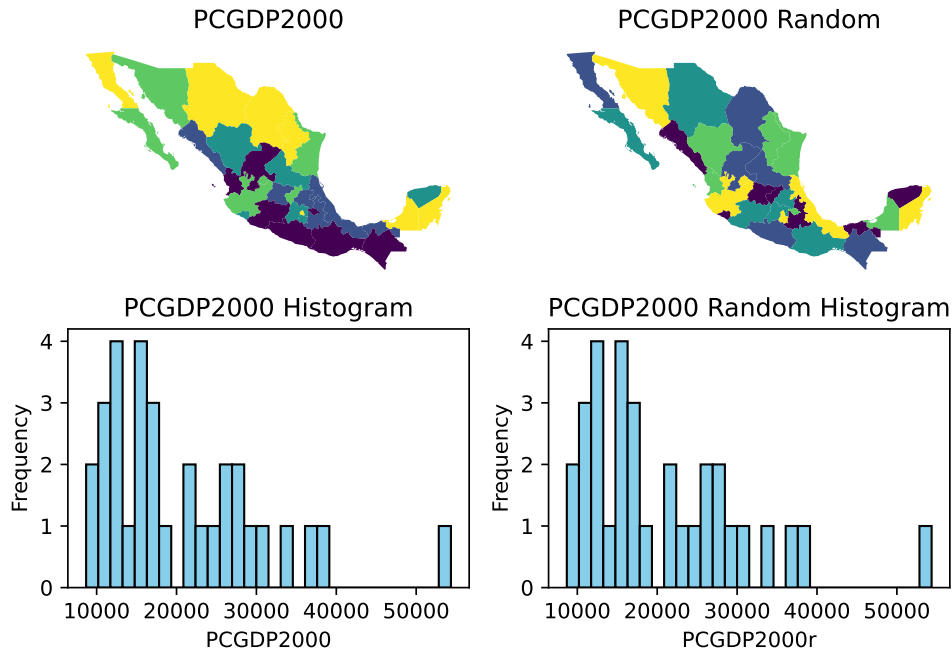 PCGDP2000
PCGDP2000 Random
PCGDP2000 Histogram
4
3
2
1
0
Frequency
10000 20000 30000 40000 50000
PCGDP2000
PCGDP2000 Random Histogram
4
3
2
1
0
Frequency
10000 20000 30000 40000 50000
PCGDP2000r